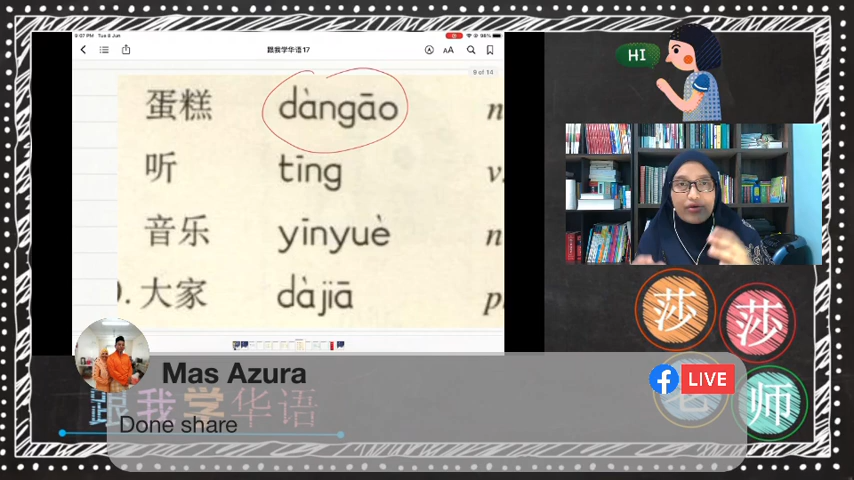 9:07 PM Tue 8 Jun
98%
跟我学华语17
AA
9 of 14
蛋糕 dàngāo n
听 tīng v.
音乐 yīnyuè n
. 大家 dàjiā p
HI
莎莎
老师
Mas Azura
LIVE
跟我学华语
Done share